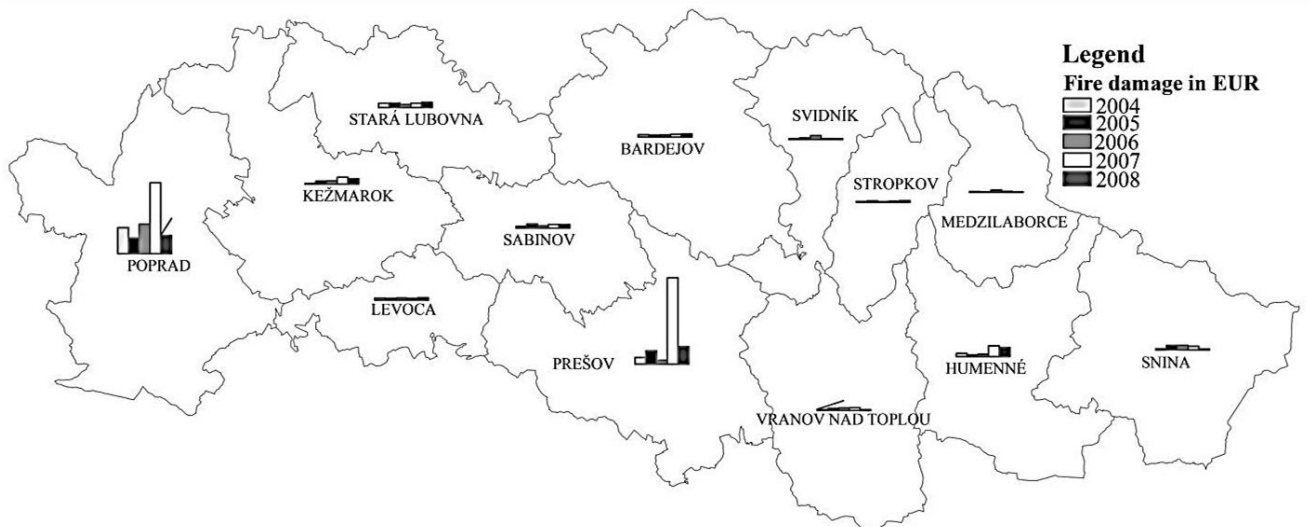 Legend
Fire damage in EUR
2004
2005
2006
2007
2008
STARÁ LUBOVNA
SVIDNÍK
BARDEJOV
KEŽMAROK
STROPKOV
MEDZILABORCE
SABINOV
POPRAD
LEVOCA
PREŠOV
HUMENNÉ
SNINA
VRANOV NAD TOPLOU